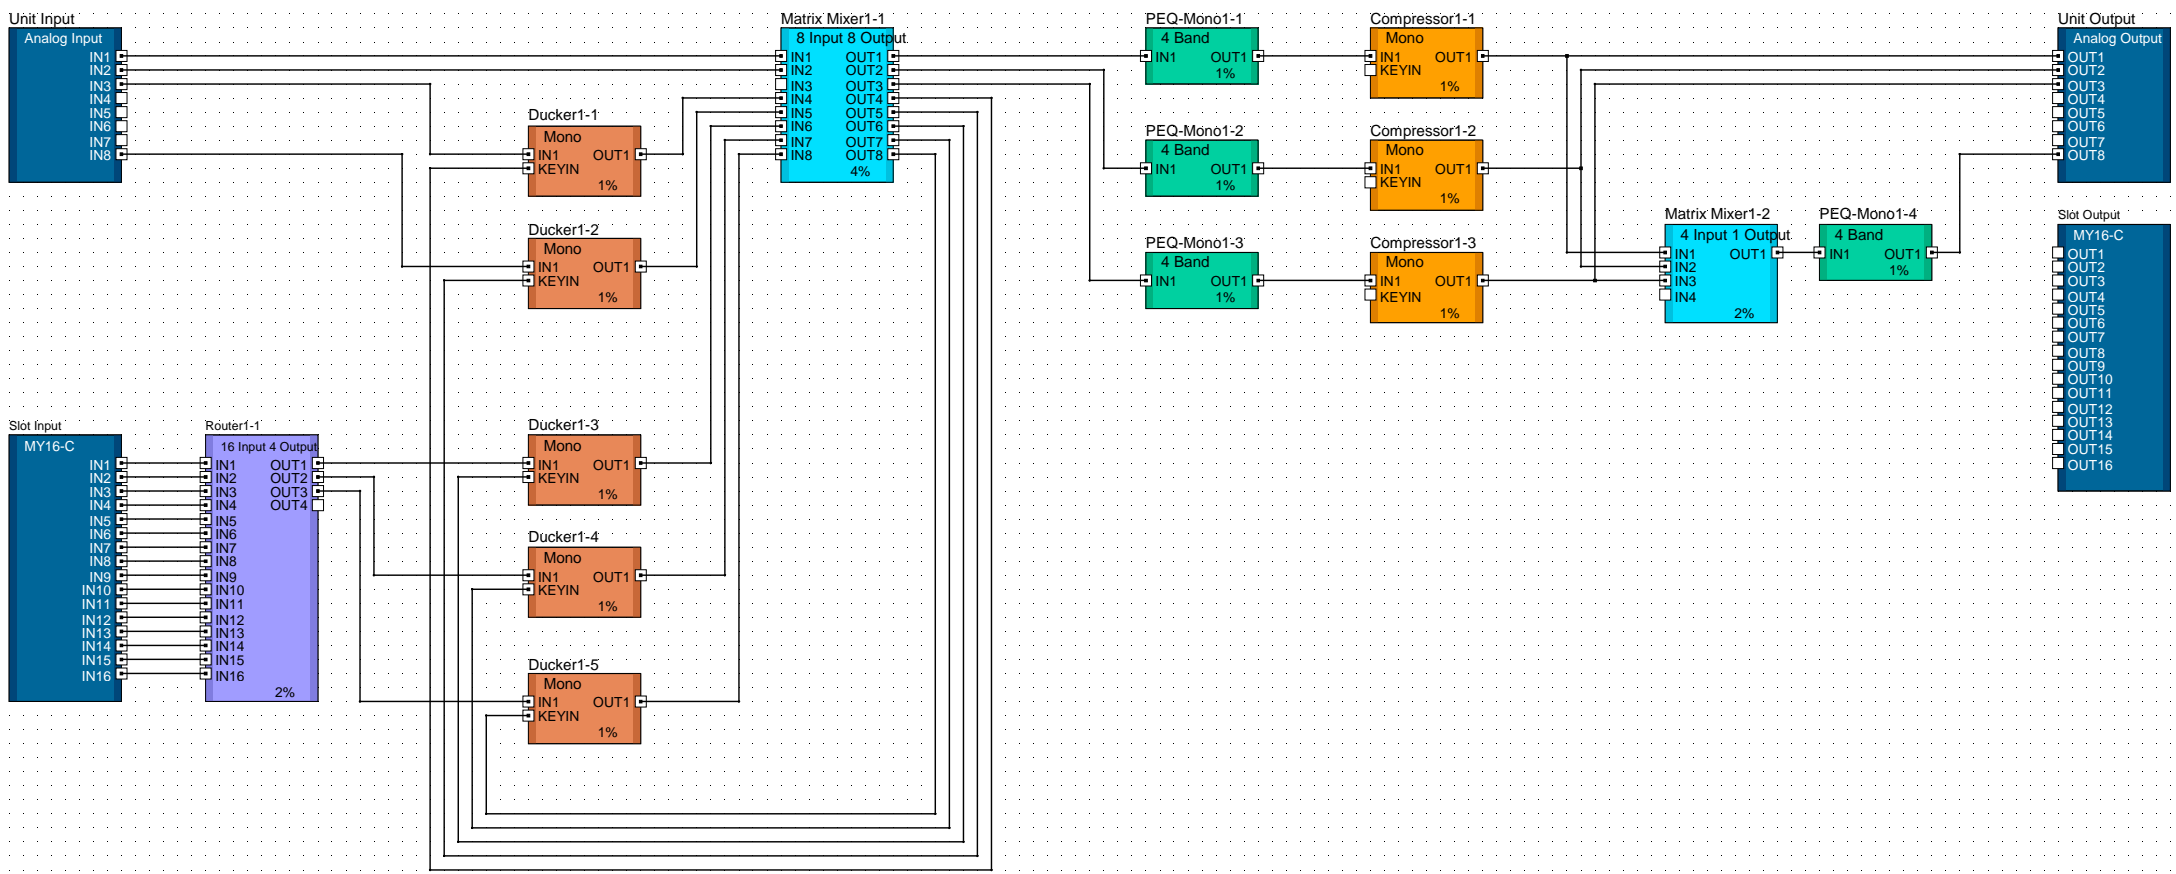 Unit Input
Analog Input
IN1
IN2
IN3
IN4
IN5
IN6
IN7
IN8
Ducker1-1
Mono
IN1 OUT1
KEYIN
1%
Ducker1-2
Mono
IN1 OUT1
KEYIN
1%
Matrix Mixer1-1
8 Input 8 Output
IN1 OUT1
IN2 OUT2
IN3 OUT3
IN4 OUT4
IN5 OUT5
IN6 OUT6
IN7 OUT7
IN8 OUT8
4%
PEQ-Mono1-1
4 Band
IN1 OUT1
1%
Compressor1-1
Mono
IN1 OUT1
KEYIN
1%
PEQ-Mono1-2
4 Band
IN1 OUT1
1%
Compressor1-2
Mono
IN1 OUT1
KEYIN
1%
PEQ-Mono1-3
4 Band
IN1 OUT1
1%
Compressor1-3
Mono
IN1 OUT1
KEYIN
1%
Matrix Mixer1-2
4 Input 1 Output
IN1 OUT1
IN2
IN3
IN4
2%
PEQ-Mono1-4
4 Band
IN1 OUT1
1%
Unit Output
Analog Output
OUT1
OUT2
OUT3
OUT4
OUT5
OUT6
OUT7
OUT8
Slot Output
MY16-C
OUT1
OUT2
OUT3
OUT4
OUT5
OUT6
OUT7
OUT8
OUT9
OUT10
OUT11
OUT12
OUT13
OUT14
OUT15
OUT16
Slot Input
MY16-C
IN1
IN2
IN3
IN4
IN5
IN6
IN7
IN8
IN9
IN10
IN11
IN12
IN13
IN14
IN15
IN16
Router1-1
16 Input 4 Output
IN1 OUT1
IN2 OUT2
IN3 OUT3
IN4 OUT4
IN5
IN6
IN7
IN8
IN9
IN10
IN11
IN12
IN13
IN14
IN15
IN16
2%
Ducker1-3
Mono
IN1 OUT1
KEYIN
1%
Ducker1-4
Mono
IN1 OUT1
KEYIN
1%
Ducker1-5
Mono
IN1 OUT1
KEYIN
1%